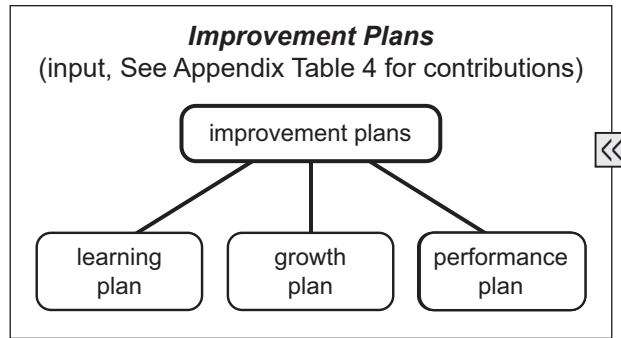 Improvement Plans
(input, See Appendix Table 4 for contributions)
improvement plans
learning
plan
growth
plan
performance
plan
<<